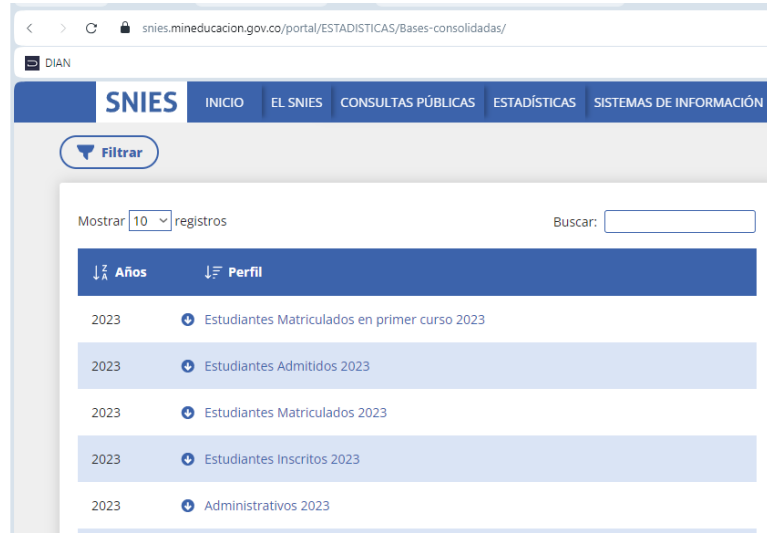 snies.mineducacion.gov.co/portal/ESTADISTICAS/Bases-consolidadas/
DIAN
SNIES INICIO EL SNIES CONSULTAS PÚBLICAS ESTADÍSTICAS SISTEMAS DE INFORMACIÓN
Filtrar
Mostrar 10 registros Buscar:
Años Perfil
2023 Estudiantes Matriculados en primer curso 2023
2023 Estudiantes Admitidos 2023
2023 Estudiantes Matriculados 2023
2023 Estudiantes Inscritos 2023
2023 Administrativos 2023